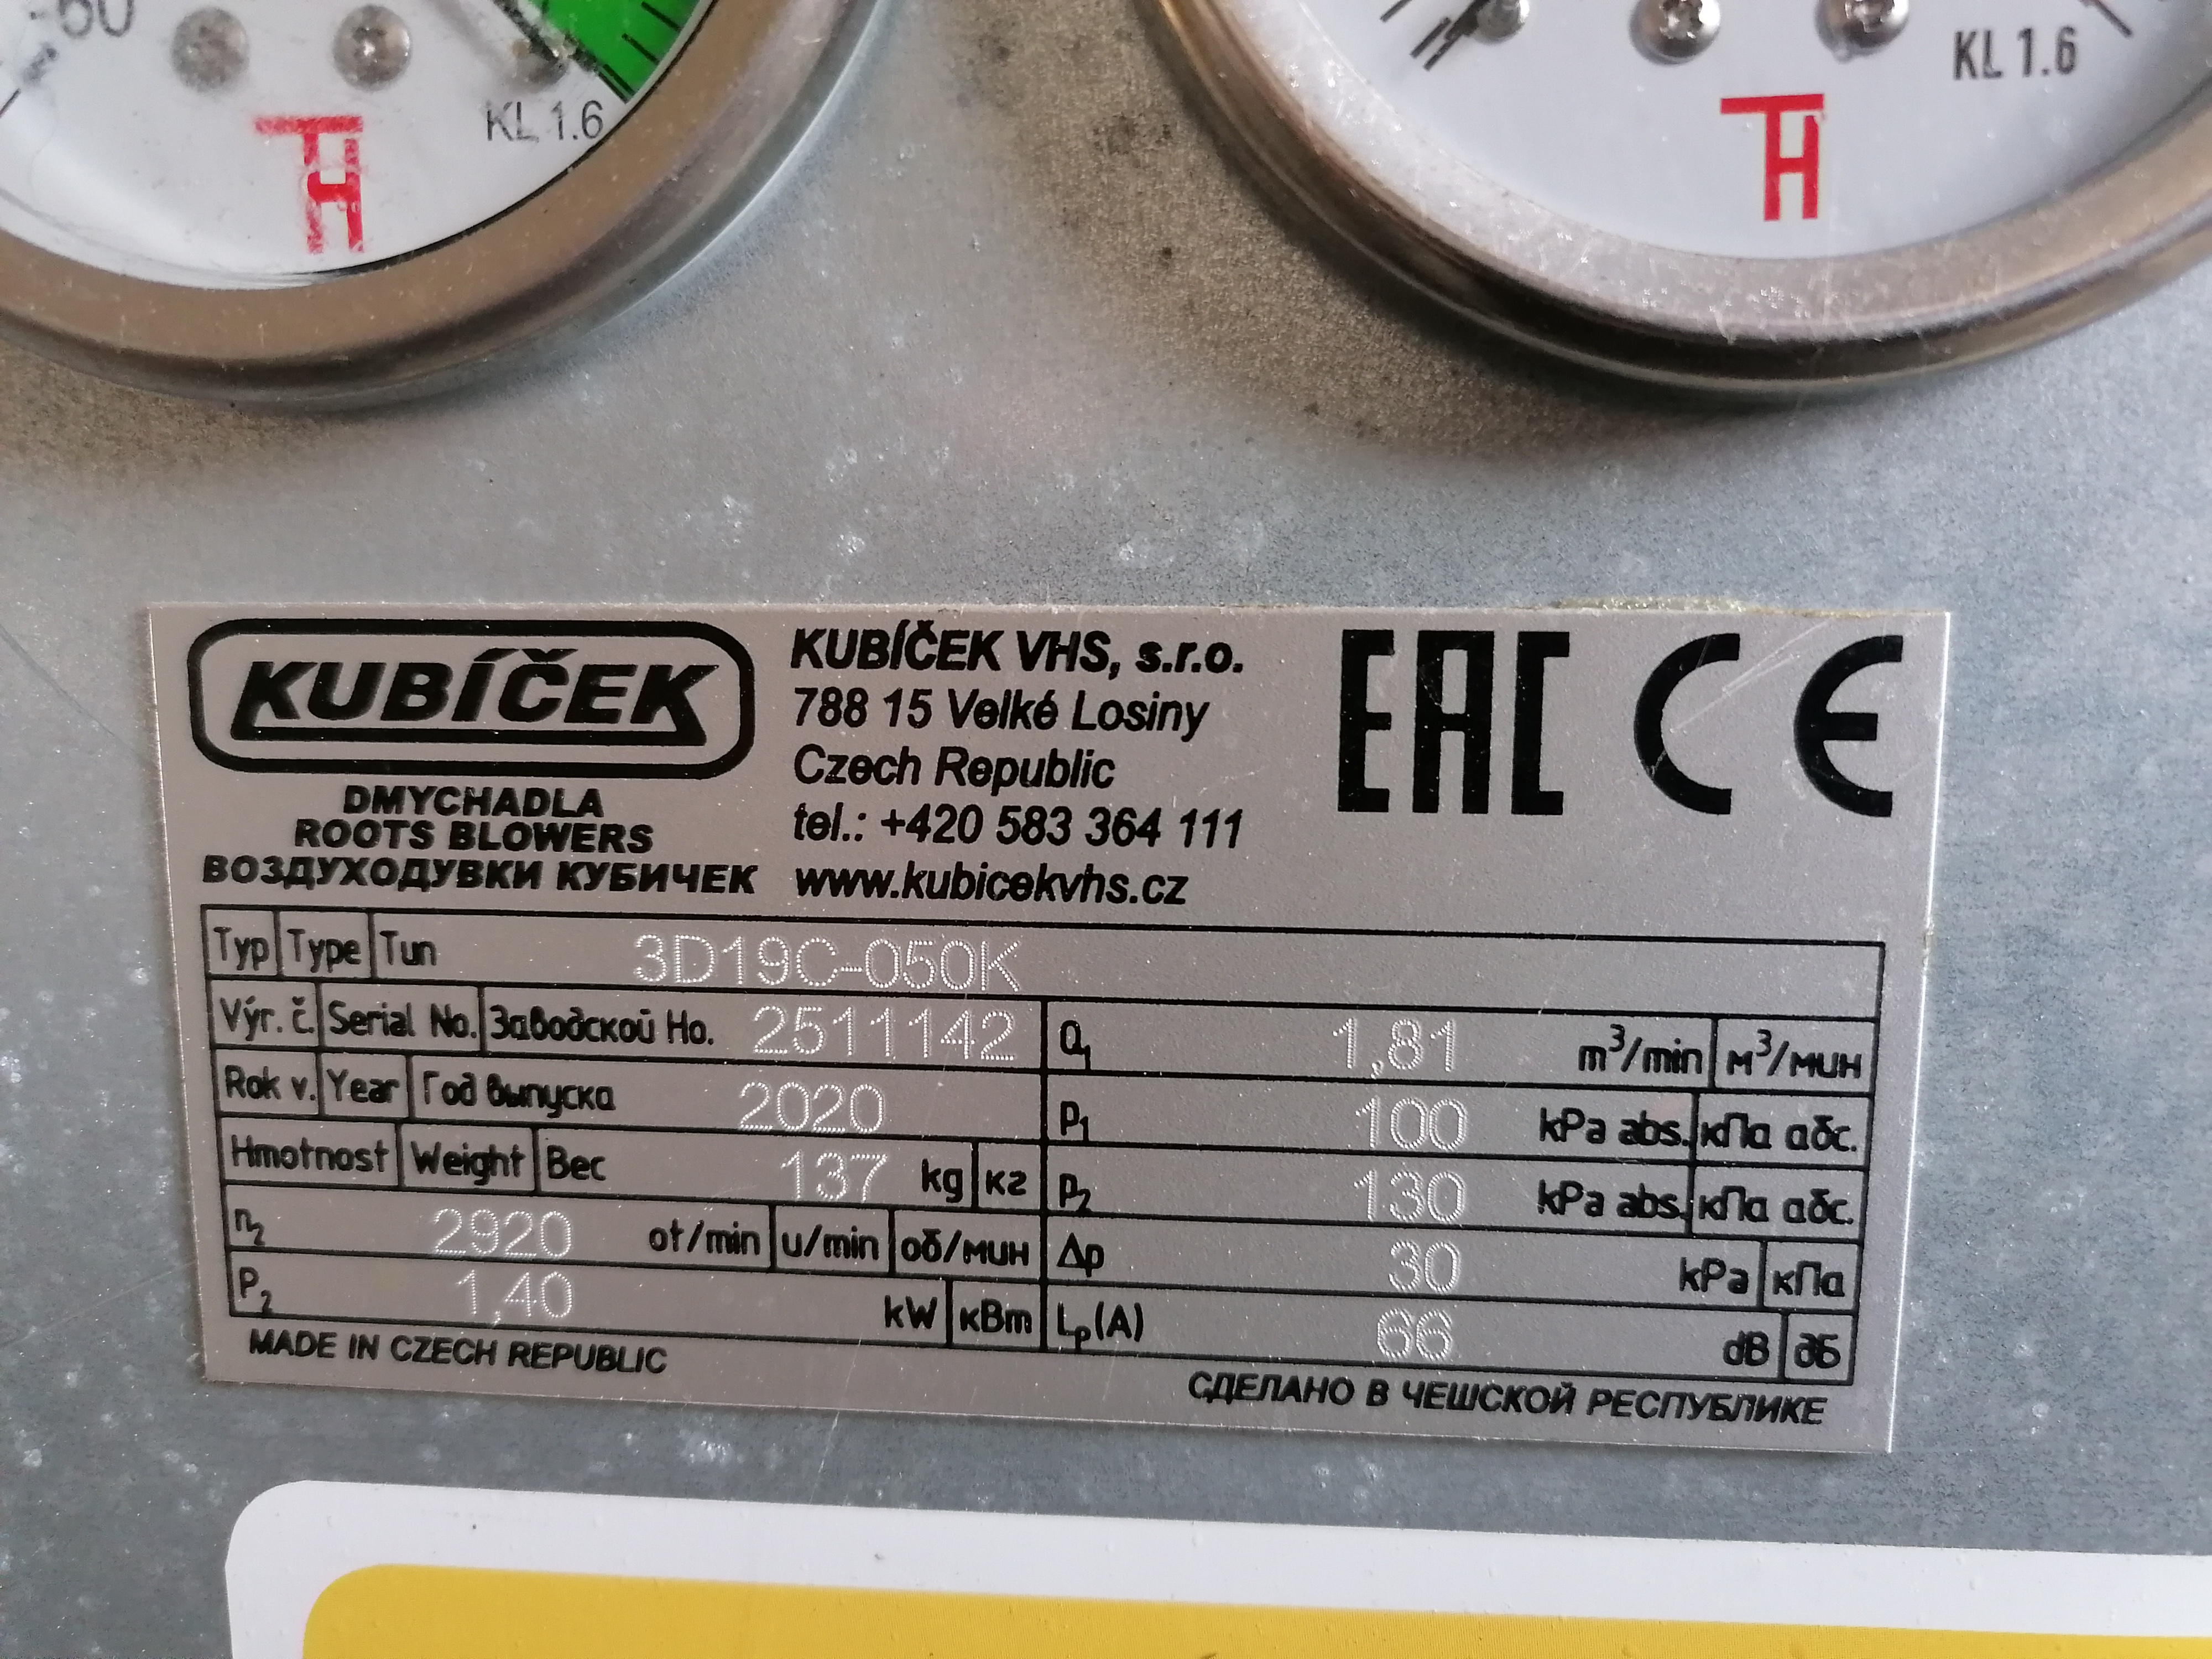 60
KL 1.6
TH
KL 1.6
TH
KUBÍČEK
DMYCHADLA
ROOTS BLOWERS
ВОЗДУХОДУВКИ КУБИЧЕК
KUBÍČEK VHS, s.r.o.
788 15 Velké Losiny
Czech Republic
tel.: +420 583 364 111
www.kubicekvhs.cz
EAC CE
Typ Type Тип 3D19C-050K
Výr. č. Serial No. Заводской Но. 2511142
Rok v. Year Год выпуска 2020
Hmotnost Weight Вес 137 kg кг
n2 2920 ot/min u/min об/мин
P2 1,40 kW кВт
Q1 1,81 m³/min м³/мин
p1 100 kPa abs. кПа абс.
p2 130 kPa abs. кПа абс.
Δp 30 kPa кПа
Lp(A) 66 dB дБ
MADE IN CZECH REPUBLIC
СДЕЛАНО В ЧЕШСКОЙ РЕСПУБЛИКЕ